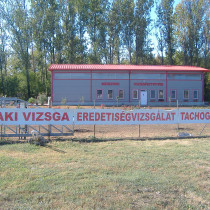 AKI VIZSGA - EREDETISÉGVIZSGÁLAT TACHOG